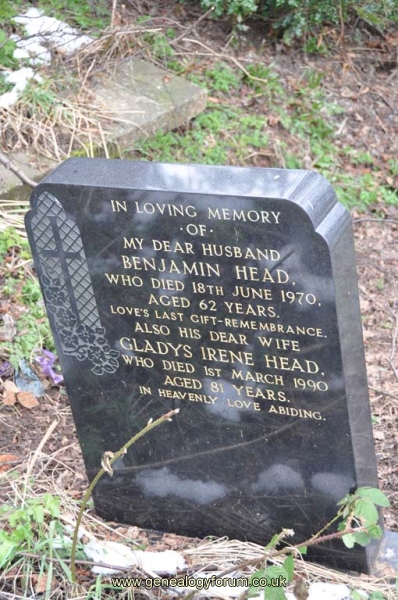 IN LOVING MEMORY
·OF·
MY DEAR HUSBAND
BENJAMIN HEAD,
WHO DIED 18TH JUNE 1970,
AGED 62 YEARS.
LOVE'S LAST GIFT-REMEMBRANCE.
ALSO HIS DEAR WIFE
GLADYS IRENE HEAD,
WHO DIED 1ST MARCH 1990
AGED 81 YEARS.
IN HEAVENLY LOVE ABIDING.
www.genealogyforum.co.uk